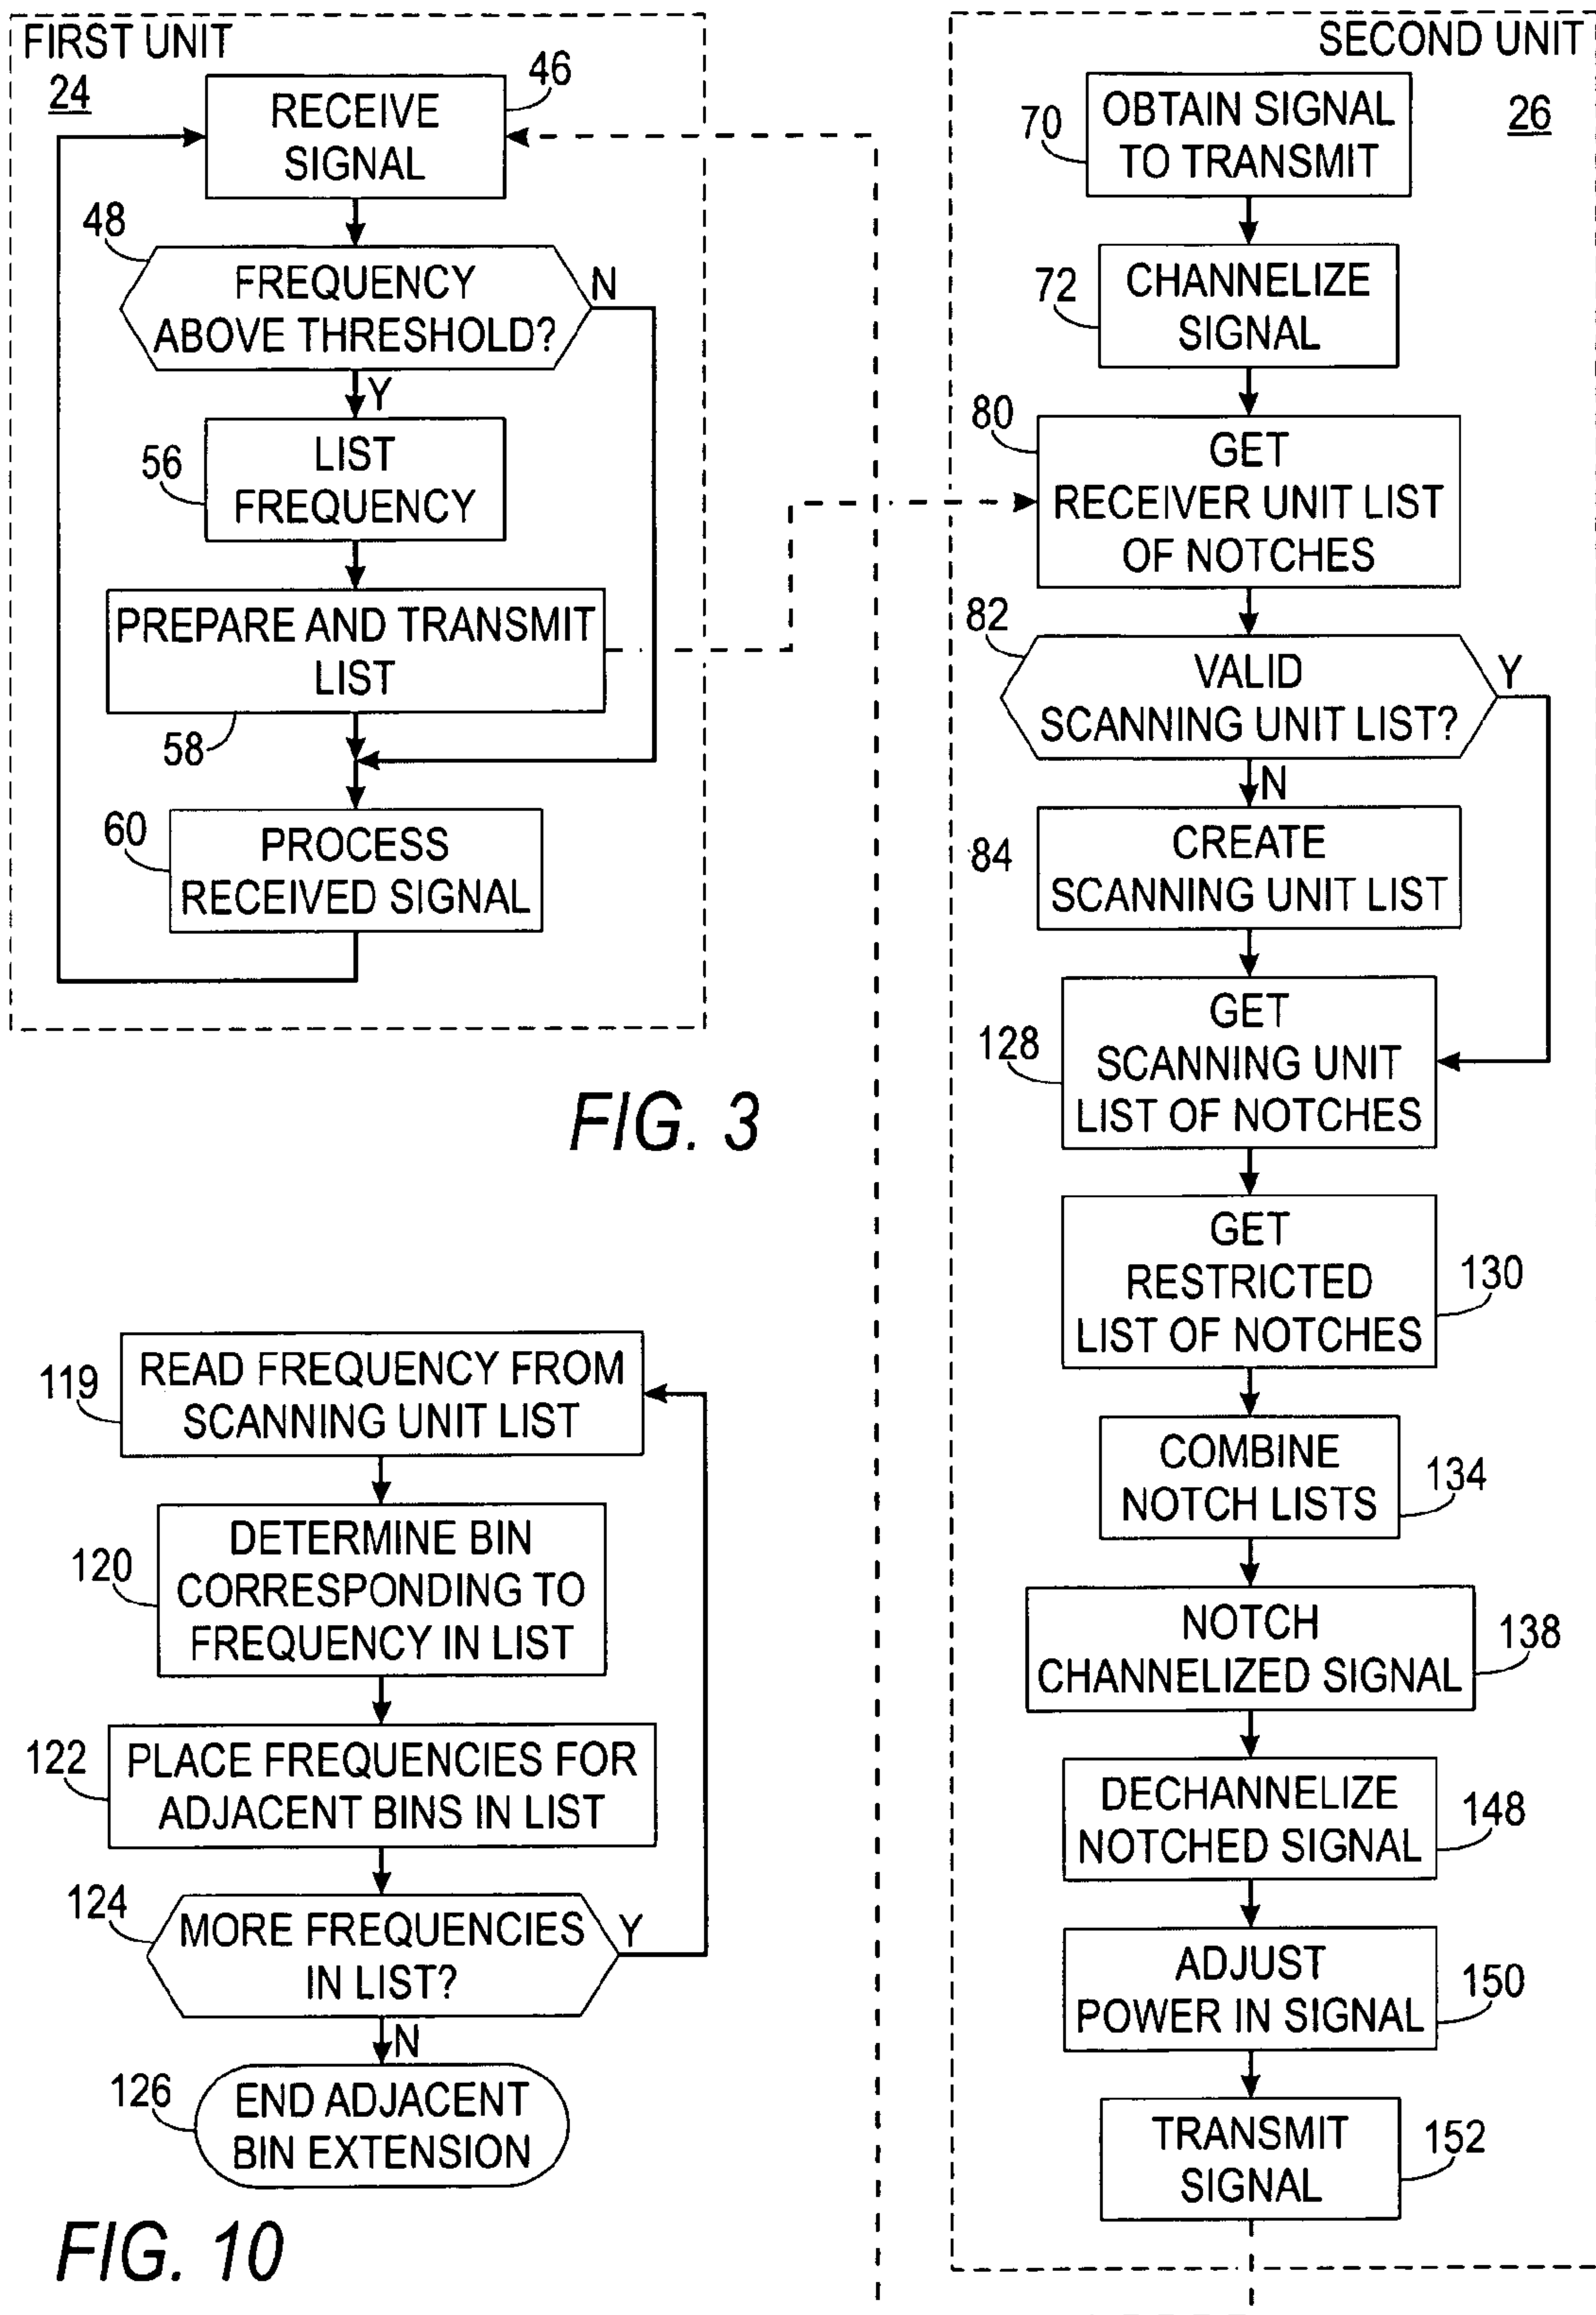 FIRST UNIT
24
46
RECEIVE
SIGNAL
48
FREQUENCY
ABOVE THRESHOLD?
N
Y
56
LIST
FREQUENCY
PREPARE AND TRANSMIT
LIST
58
60
PROCESS
RECEIVED SIGNAL
FIG. 3
SECOND UNIT
26
70
OBTAIN SIGNAL
TO TRANSMIT
72
CHANNELIZE
SIGNAL
80
GET
RECEIVER UNIT LIST
OF NOTCHES
82
VALID
SCANNING UNIT LIST?
Y
N
84
CREATE
SCANNING UNIT LIST
128
GET
SCANNING UNIT
LIST OF NOTCHES
GET
RESTRICTED
LIST OF NOTCHES
130
COMBINE
NOTCH LISTS
134
NOTCH
CHANNELIZED SIGNAL
138
DECHANNELIZE
NOTCHED SIGNAL
148
ADJUST
POWER IN SIGNAL
150
TRANSMIT
SIGNAL
152
119
READ FREQUENCY FROM
SCANNING UNIT LIST
120
DETERMINE BIN
CORRESPONDING TO
FREQUENCY IN LIST
122
PLACE FREQUENCIES FOR
ADJACENT BINS IN LIST
124
MORE FREQUENCIES
IN LIST?
Y
N
126
END ADJACENT
BIN EXTENSION
FIG. 10